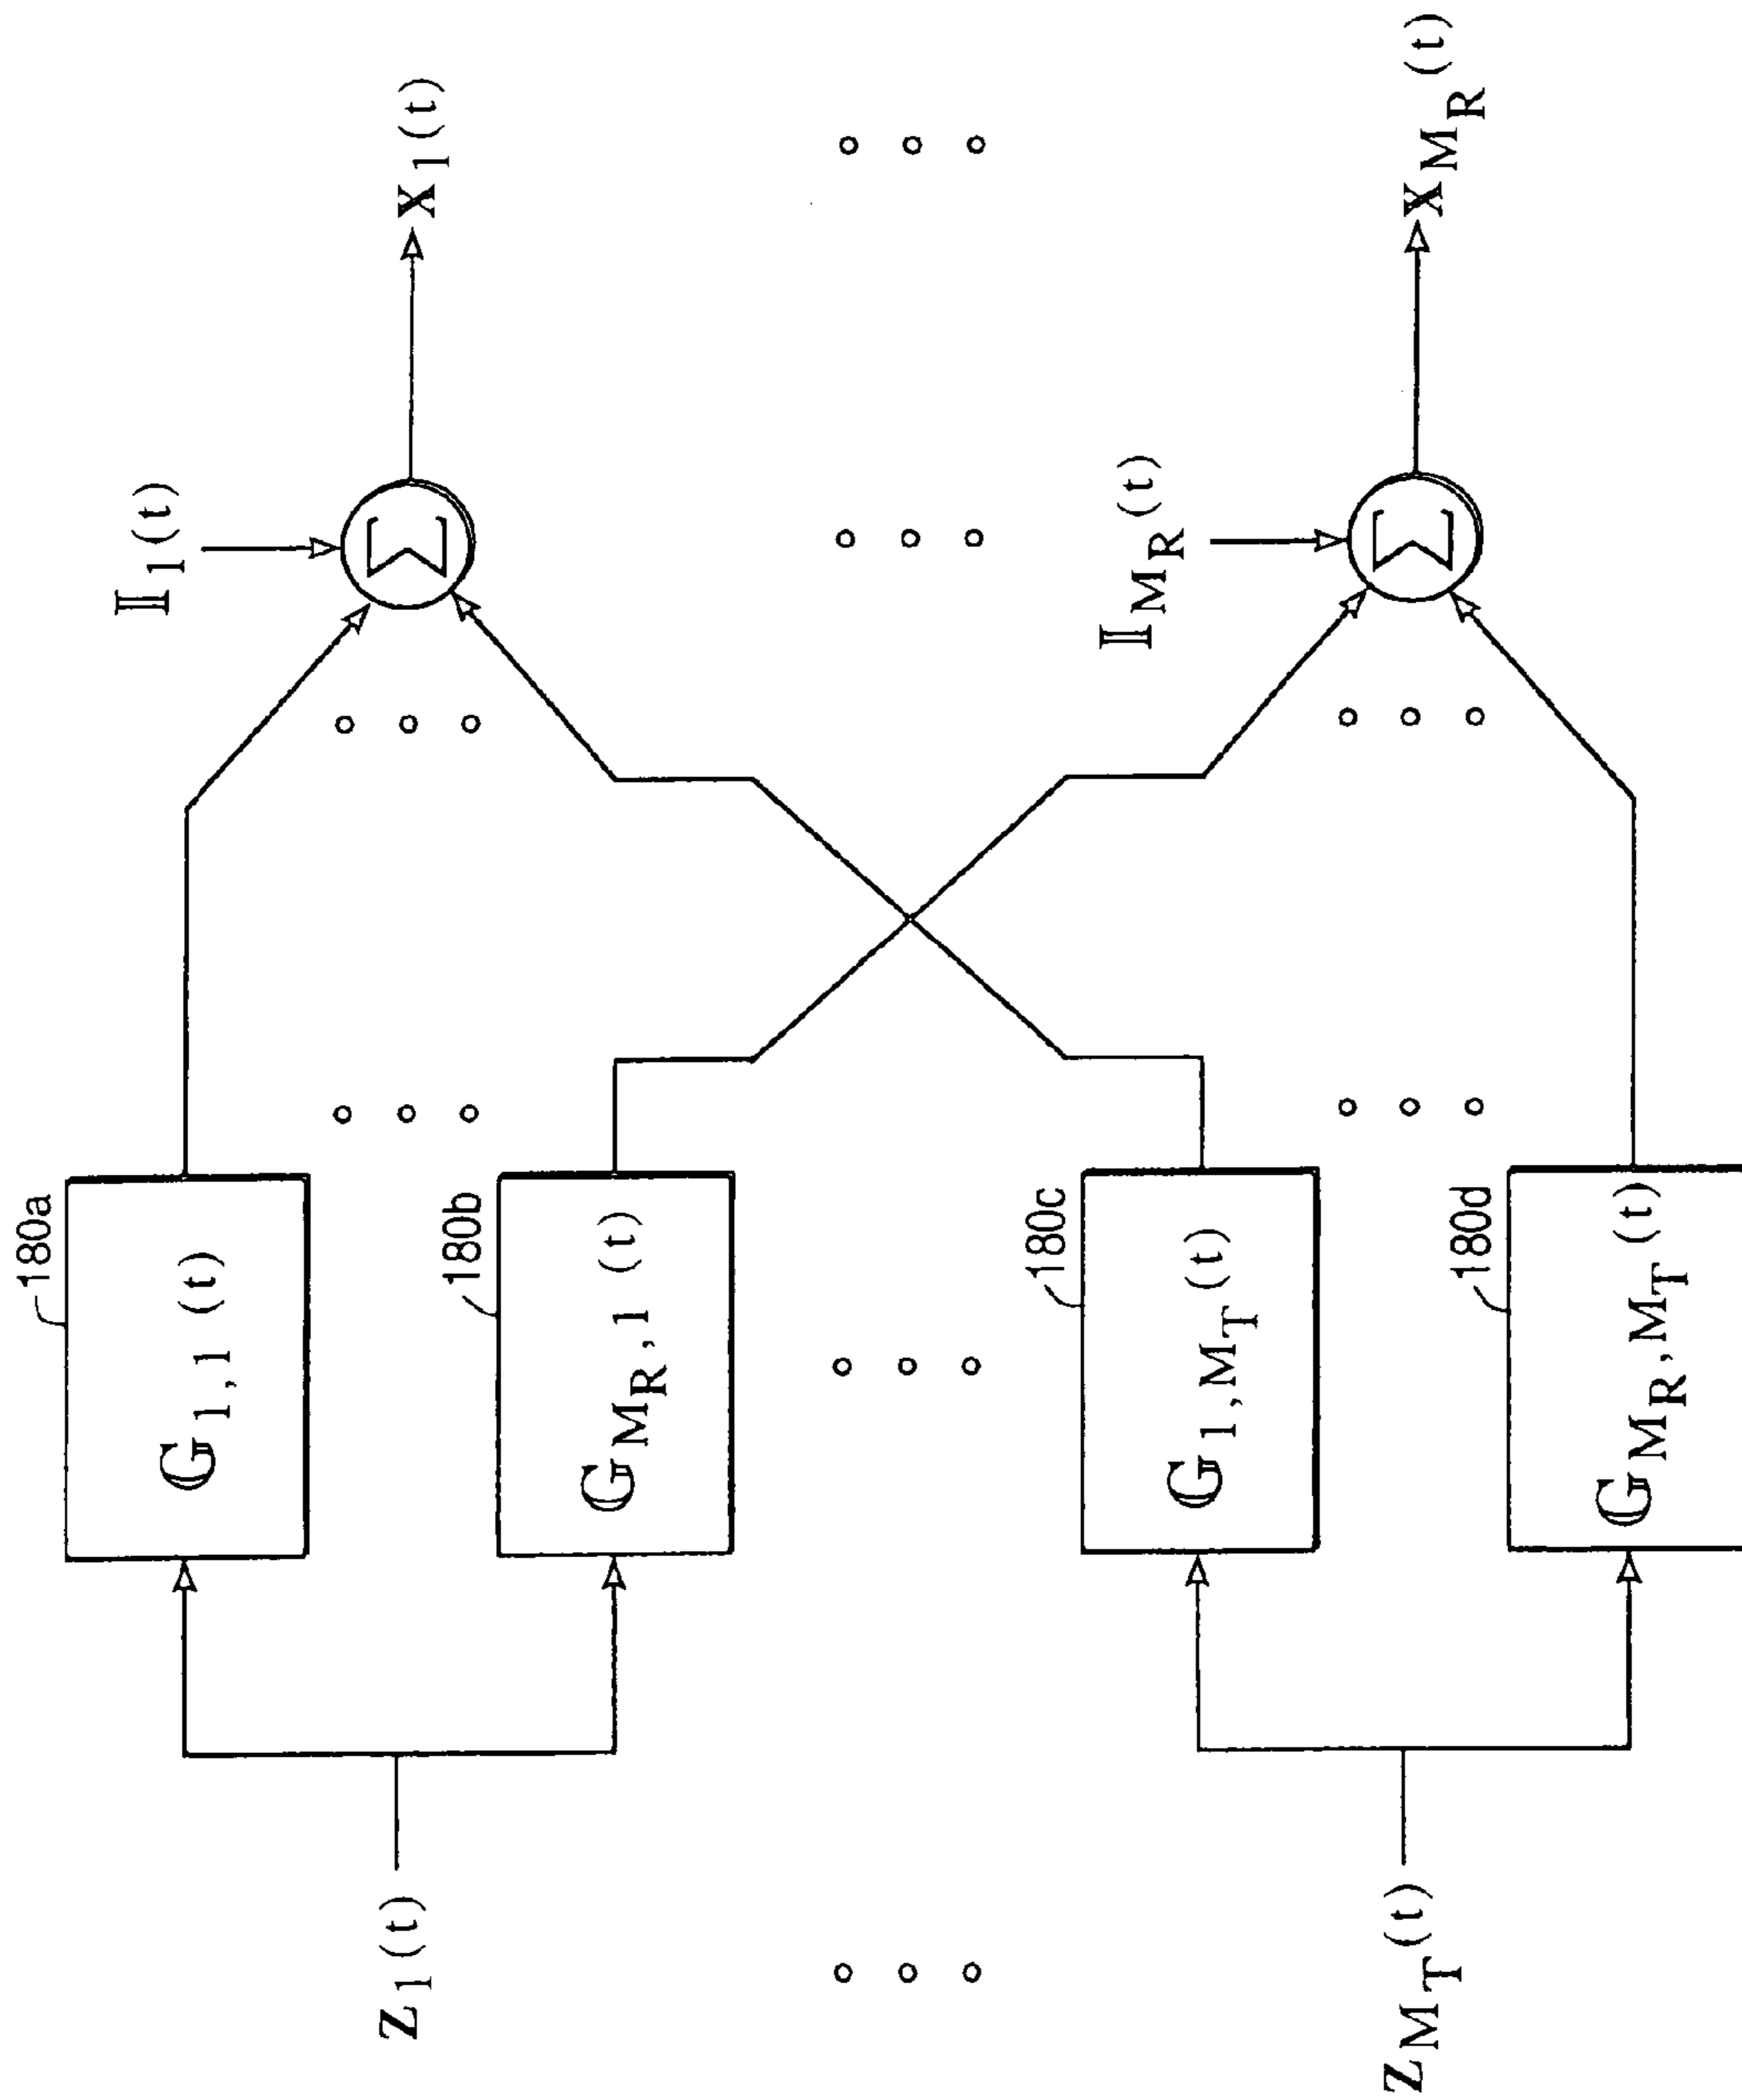 180a
G1,1 (t)
180b
GMR,1 (t)
180c
G1,MT (t)
180d
GMR,MT (t)
Z1(t)
ZMT(t)
I1(t)
Σ
X1(t)
IMR(t)
Σ
XMR(t)